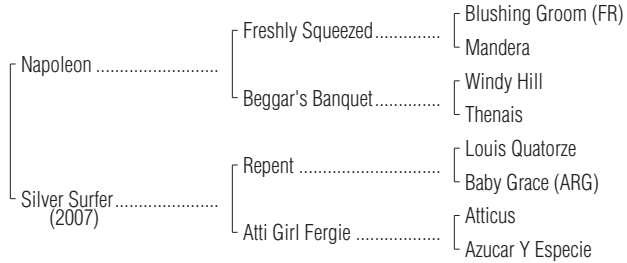 Blushing Groom (FR)
Freshly Squeezed..............
Mandera
Napoleon ..........................
Windy Hill
Beggar's Banquet..............
Thenais
Louis Quatorze
Repent ..............................
Baby Grace (ARG)
Silver Surfer......................
(2007)
Atticus
Atti Girl Fergie ..................
Azucar Y Especie